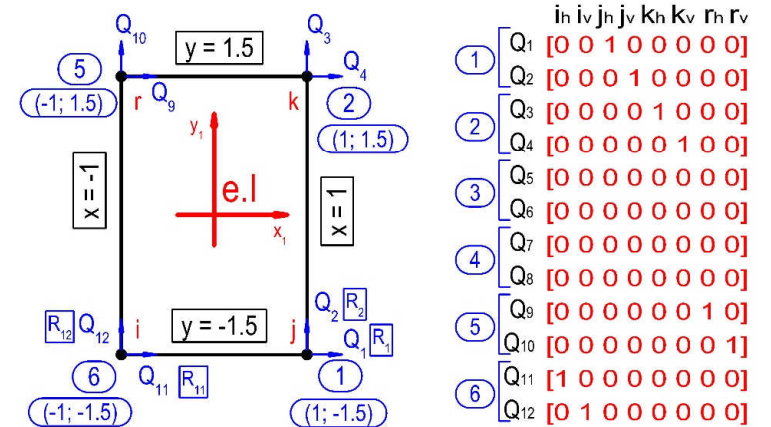 Q10 Q3
y = 1.5
5 Q9 Q4
(-1; 1.5) r k 2
(1; 1.5)
y1
x = -1 e.I x = 1
x1
R12 Q12 i y = -1.5 j Q2 R2
Q1 R1
6 Q11 R11 1
(-1; -1.5) (1; -1.5)
ih iv jh jv kh kv rh rv
1 Q1 [0 0 1 0 0 0 0 0]
Q2 [0 0 0 1 0 0 0 0]
2 Q3 [0 0 0 0 1 0 0 0]
Q4 [0 0 0 0 0 1 0 0]
3 Q5 [0 0 0 0 0 0 0 0]
Q6 [0 0 0 0 0 0 0 0]
4 Q7 [0 0 0 0 0 0 0 0]
Q8 [0 0 0 0 0 0 0 0]
5 Q9 [0 0 0 0 0 0 1 0]
Q10 [0 0 0 0 0 0 0 1]
6 Q11 [1 0 0 0 0 0 0 0]
Q12 [0 1 0 0 0 0 0 0]